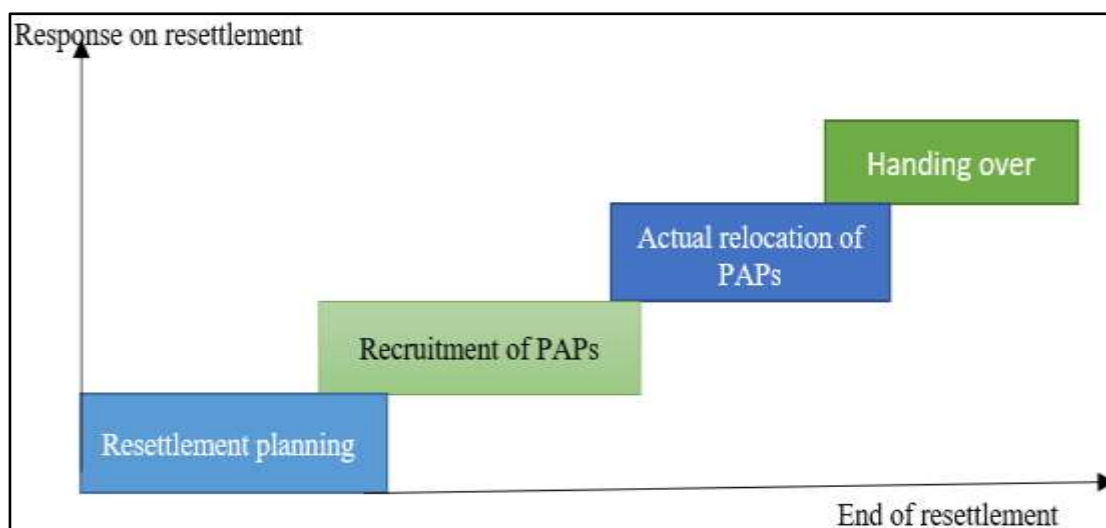 Response on resettlement
Handing over
Actual relocation of
PAPs
Recruitment of PAPs
Resettlement planning
End of resettlement